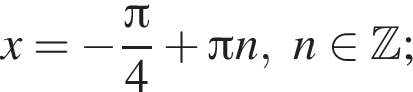 x = −π/4 + πn, n ∈ ℤ;